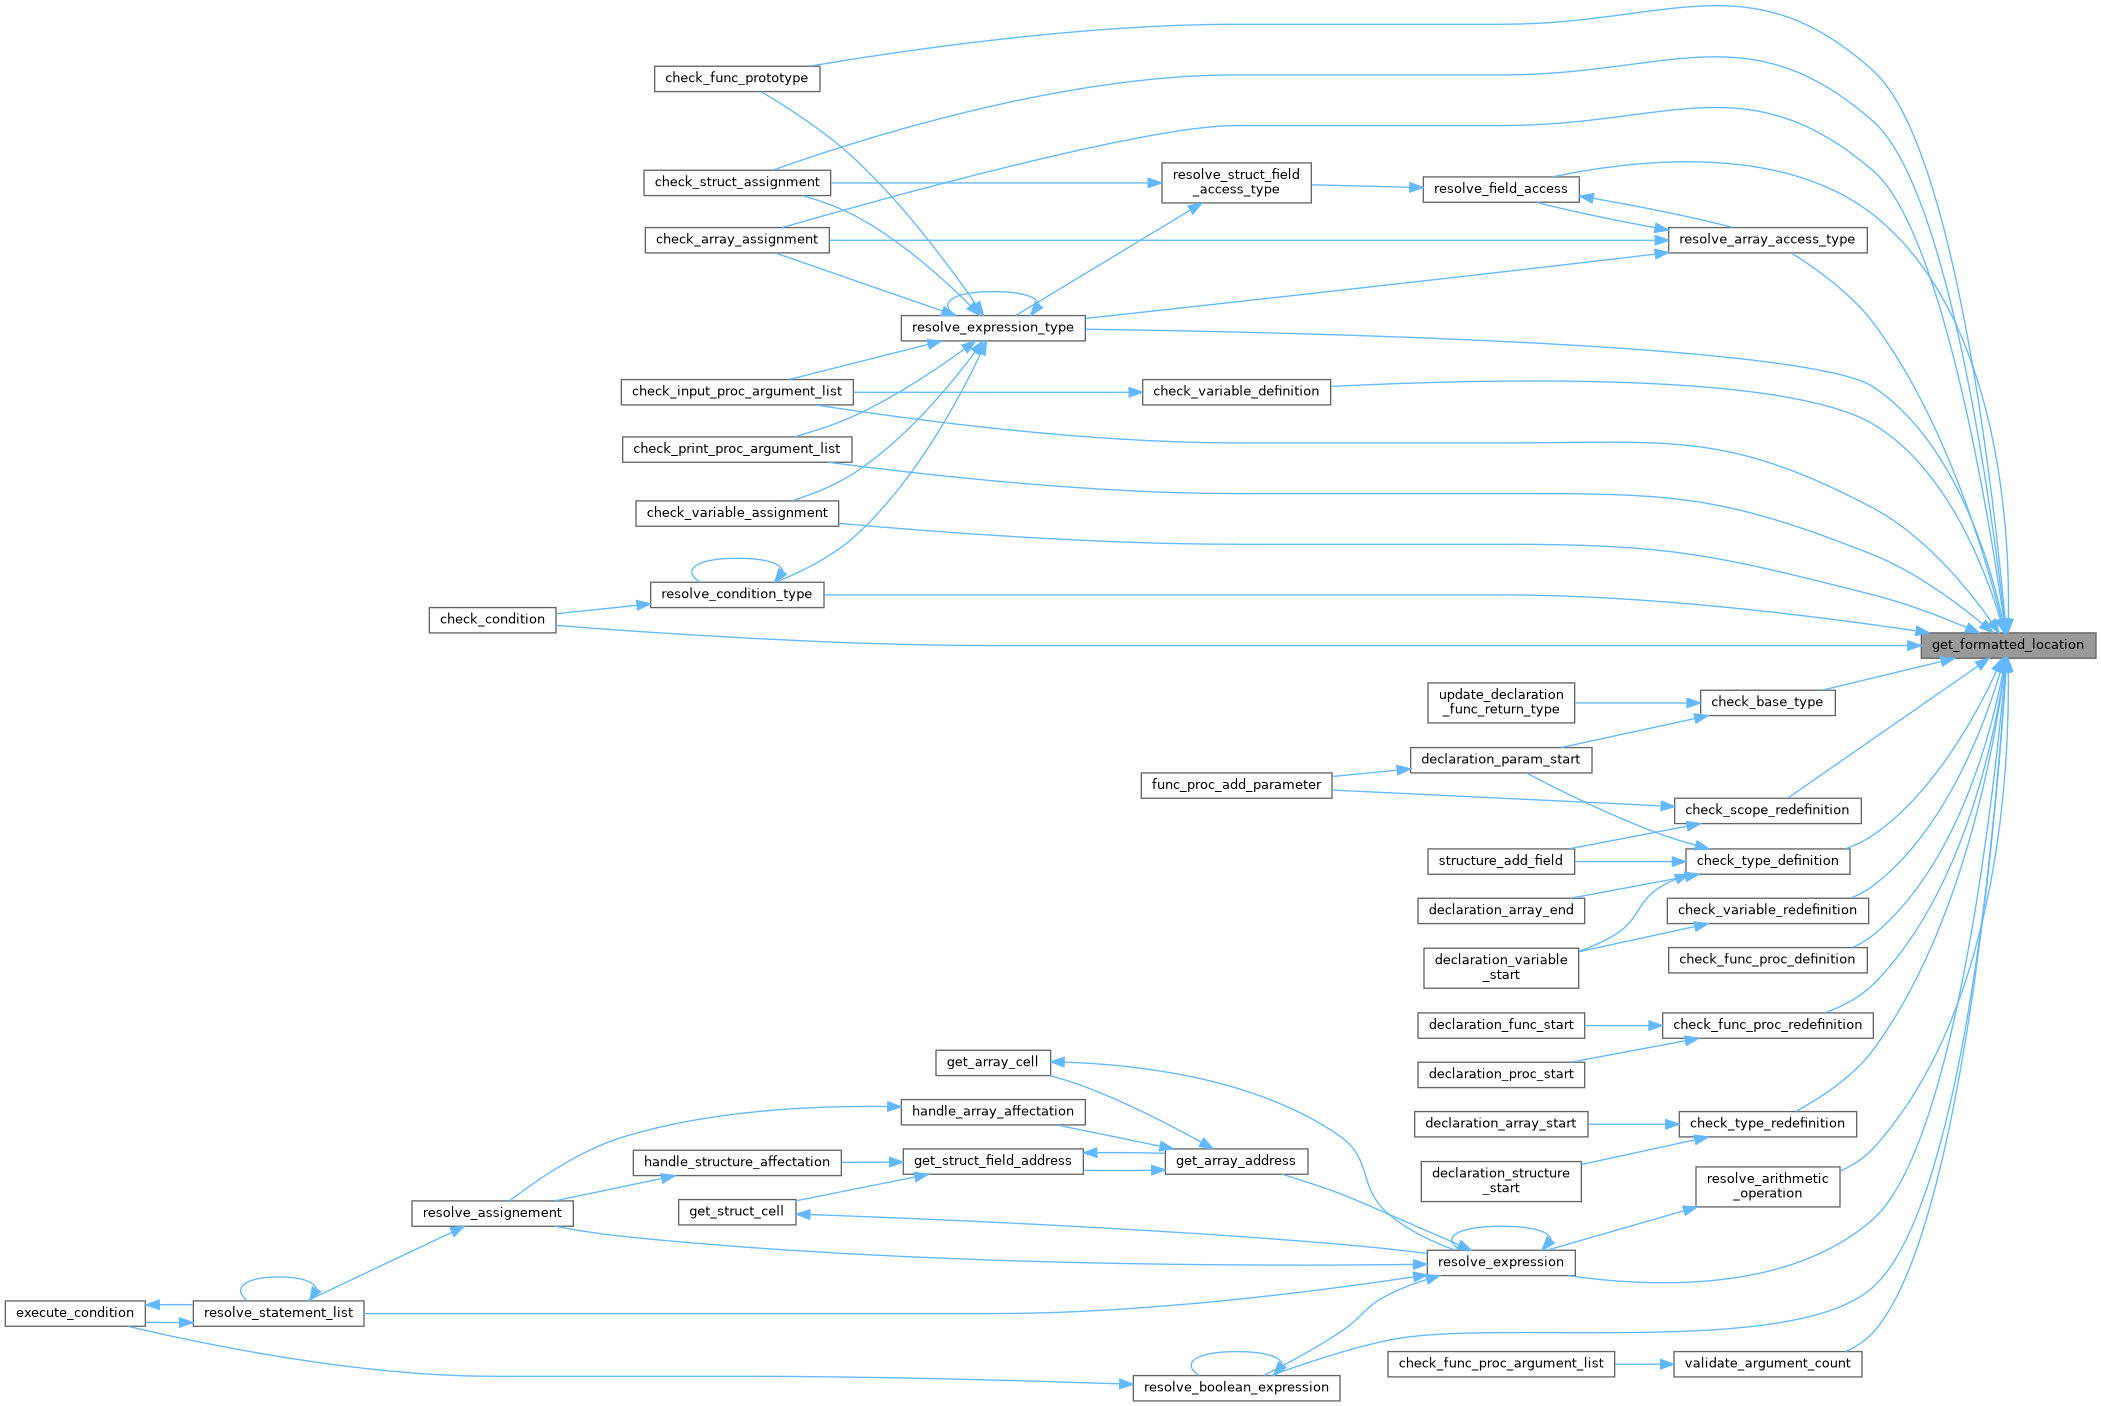 check_func_prototype
check_struct_assignment
resolve_struct_field
_access_type
resolve_field_access
check_array_assignment
resolve_array_access_type
resolve_expression_type
check_input_proc_argument_list
check_variable_definition
check_print_proc_argument_list
check_variable_assignment
resolve_condition_type
check_condition
get_formatted_location
update_declaration
_func_return_type
check_base_type
declaration_param_start
func_proc_add_parameter
check_scope_redefinition
structure_add_field
check_type_definition
declaration_array_end
check_variable_redefinition
declaration_variable
_start
check_func_proc_definition
declaration_func_start
check_func_proc_redefinition
declaration_proc_start
get_array_cell
handle_array_affectation
declaration_array_start
check_type_redefinition
handle_structure_affectation
get_struct_field_address
get_array_address
declaration_structure
_start
resolve_arithmetic
_operation
resolve_assignement
get_struct_cell
resolve_expression
execute_condition
resolve_statement_list
check_func_proc_argument_list
validate_argument_count
resolve_boolean_expression